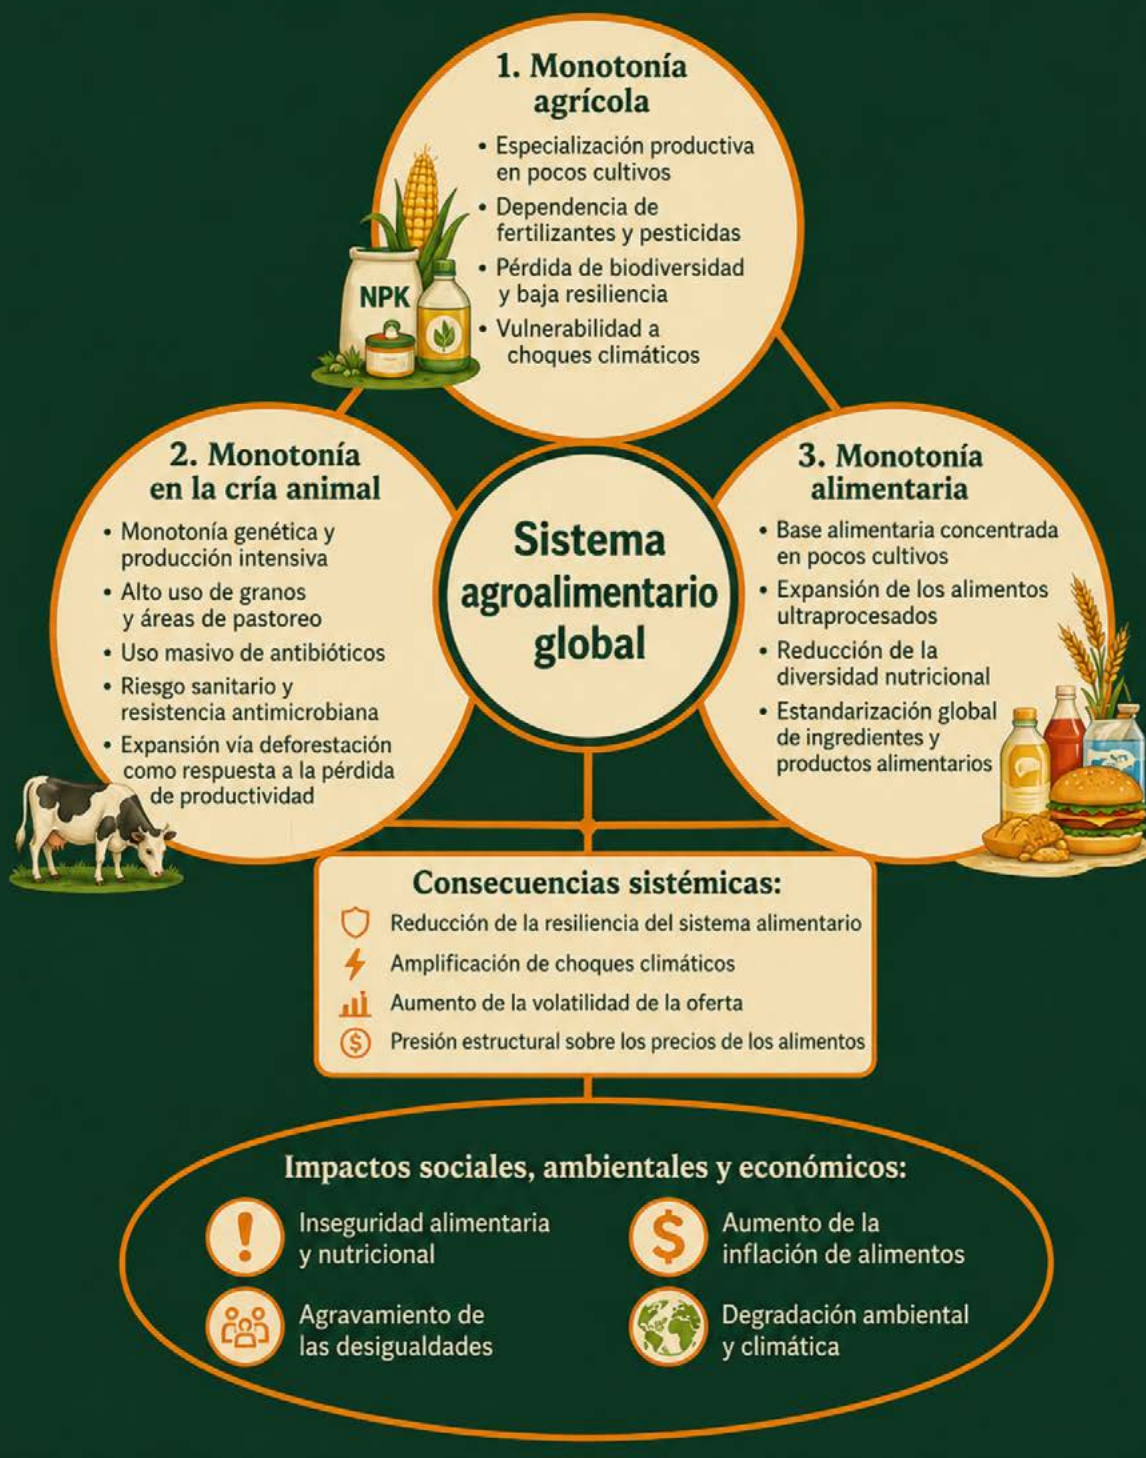 1. Monotonía
agrícola
• Especialización productiva
en pocos cultivos
• Dependencia de
fertilizantes y pesticidas
• Pérdida de biodiversidad
y baja resiliencia
• Vulnerabilidad a
choques climáticos
NPK
2. Monotonía
en la cría animal
• Monotonía genética y
producción intensiva
• Alto uso de granos
y áreas de pastoreo
• Uso masivo de antibióticos
• Riesgo sanitario y
resistencia antimicrobiana
• Expansión vía deforestación
como respuesta a la pérdida
de productividad
Sistema
agroalimentario
global
3. Monotonía
alimentaria
• Base alimentaria concentrada
en pocos cultivos
• Expansión de los alimentos
ultraprocesados
• Reducción de la
diversidad nutricional
• Estandarización global
de ingredientes y
productos alimentarios
Consecuencias sistémicas:
Reducción de la resiliencia del sistema alimentario
Amplificación de choques climáticos
Aumento de la volatilidad de la oferta
$ Presión estructural sobre los precios de los alimentos
Impactos sociales, ambientales y económicos:
! Inseguridad alimentaria
y nutricional
$ Aumento de la
inflación de alimentos
Agravamiento de
las desigualdades
Degradación ambiental
y climática